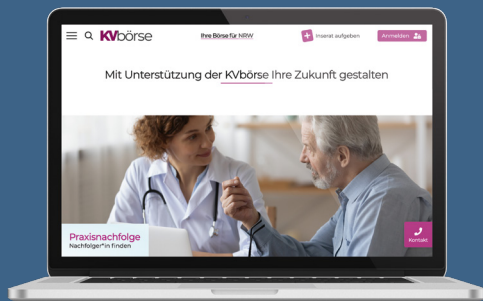 KVbörse
Ihre Börse für NRW
Inserat aufgeben
Anmelden
Mit Unterstützung der KVbörse Ihre Zukunft gestalten
Praxisnachfolge
Nachfolger*in finden
Kontakt